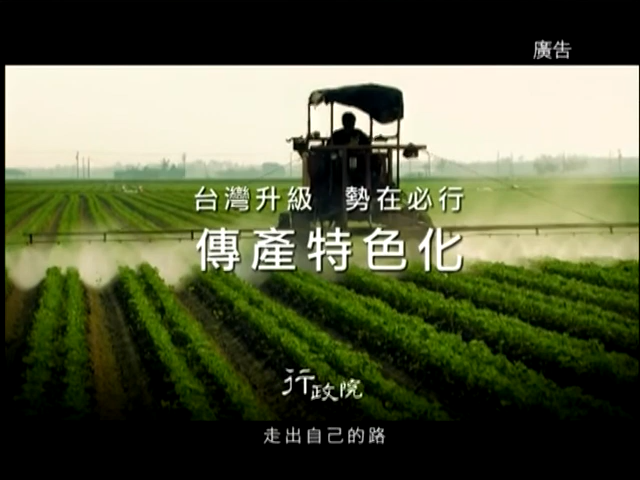 廣告
台灣升級 勢在必行
傳產特色化
行政院
走出自己的路